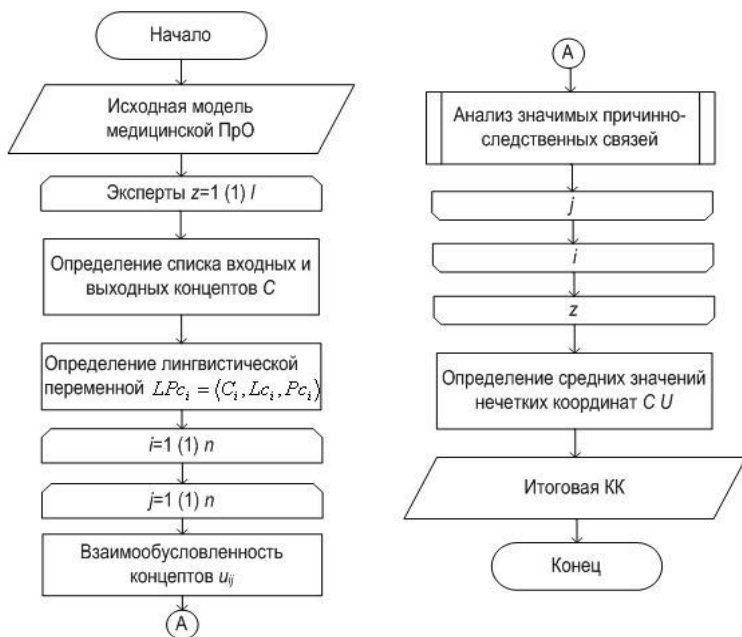 Начало
Исходная модель
медицинской ПрО
Эксперты z=1 (1) l
Определение списка входных и
выходных концептов C
Определение лингвистической
переменной LPc_i = ⟨C_i, Lc_i, Pc_i⟩
i=1 (1) n
j=1 (1) n
Взаимообусловленность
концептов u_ij
А
А
Анализ значимых причинно-
следственных связей
j
i
z
Определение средних значений
нечетких координат C U
Итоговая КК
Конец